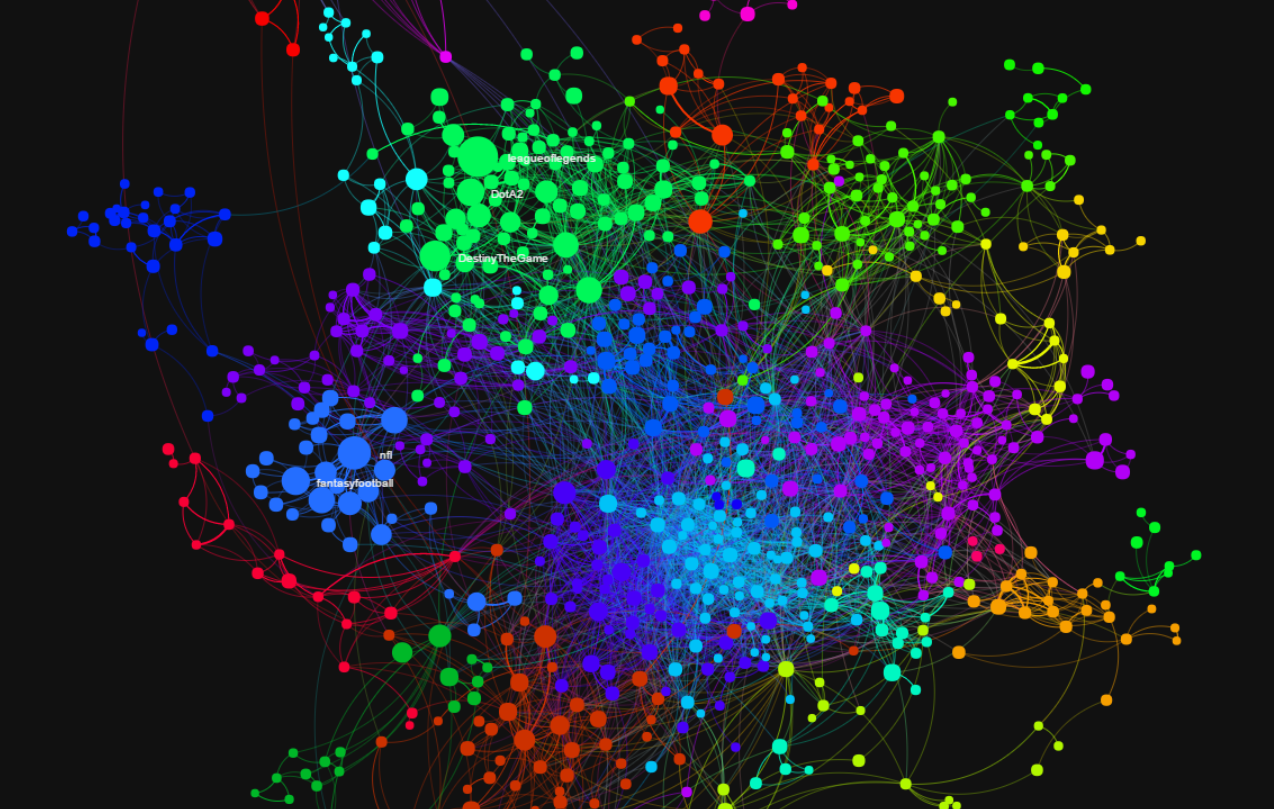 leagueoflegends
DotA2
DestinyTheGame
nfl
fantasyfootball